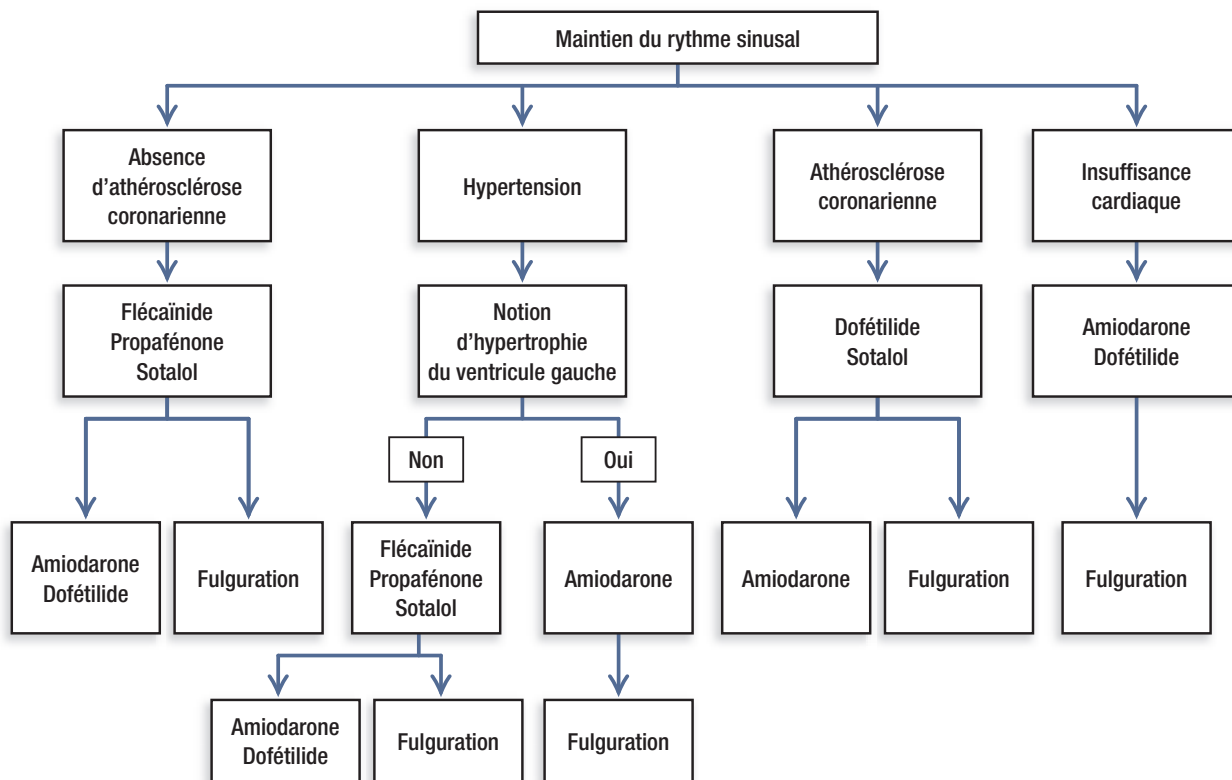 Maintien du rythme sinusal
Absence
d'athérosclérose
coronarienne
Hypertension
Athérosclérose
coronarienne
Insuffisance
cardiaque
Flécaïnide
Propafénone
Sotalol
Notion
d'hypertrophie
du ventricule gauche
Dofétilide
Sotalol
Amiodarone
Dofétilide
Non
Oui
Amiodarone
Dofétilide
Fulguration
Flécaïnide
Propafénone
Sotalol
Amiodarone
Amiodarone
Fulguration
Fulguration
Amiodarone
Dofétilide
Fulguration
Fulguration